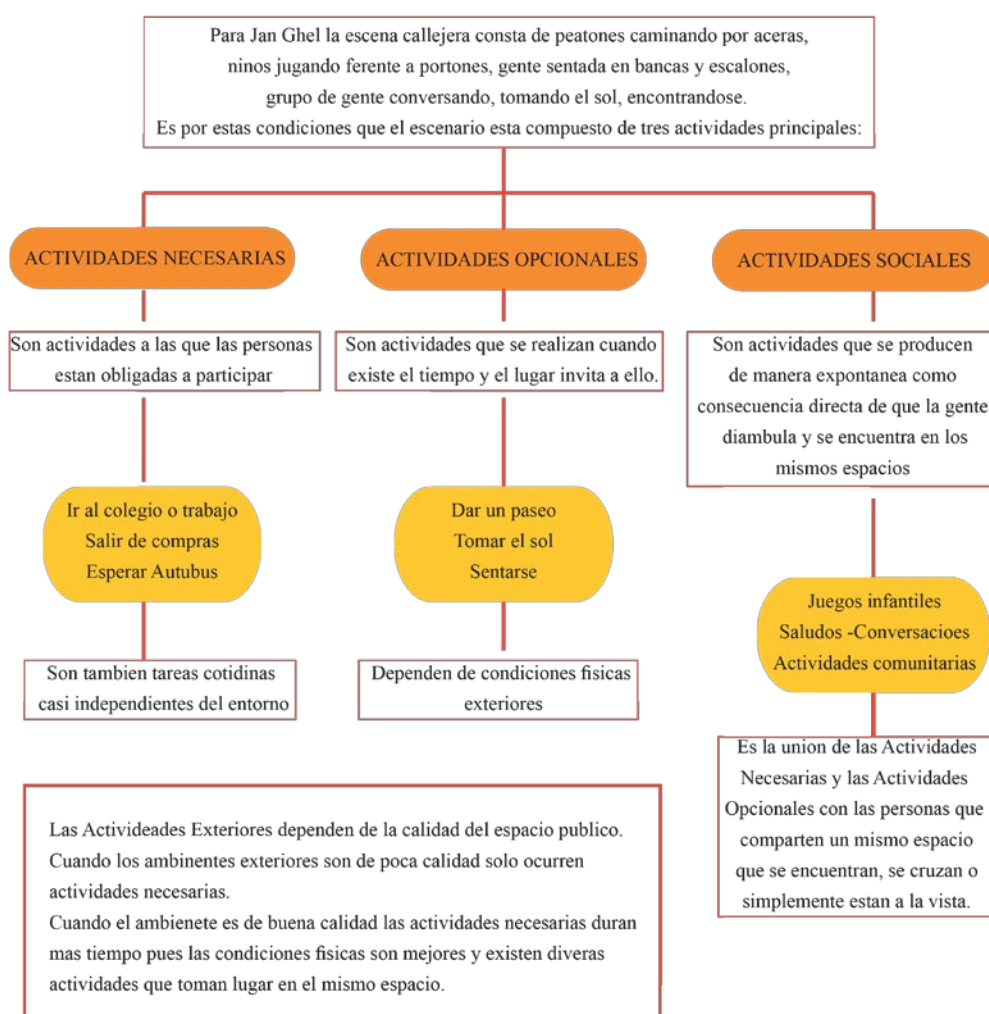 Para Jan Ghel la escena callejera consta de peatones caminando por aceras,
ninos jugando ferente a portones, gente sentada en bancas y escalones,
grupo de gente conversando, tomando el sol, encontrandose.
Es por estas condiciones que el escenario esta compuesto de tres actividades principales:
ACTIVIDADES NECESARIAS
Son actividades a las que las personas
estan obligadas a participar
Ir al colegio o trabajo
Salir de compras
Esperar Autubus
Son tambien tareas cotidinas
casi independientes del entorno
ACTIVIDADES OPCIONALES
Son actividades que se realizan cuando
existe el tiempo y el lugar invita a ello.
Dar un paseo
Tomar el sol
Sentarse
Dependen de condiciones fisicas
exteriores
ACTIVIDADES SOCIALES
Son actividades que se producen
de manera expontanea como
consecuencia directa de que la gente
diambula y se encuentra en los
mismos espacios
Juegos infantiles
Saludos -Conversacioes
Actividades comunitarias
Es la union de las Actividades
Necesarias y las Actividades
Opcionales con las personas que
comparten un mismo espacio
que se encuentran, se cruzan o
simplemente estan a la vista.
Las Activideades Exteriores dependen de la calidad del espacio publico.
Cuando los ambinentes exteriores son de poca calidad solo ocurren
actividades necesarias.
Cuando el ambienete es de buena calidad las actividades necesarias duran
mas tiempo pues las condiciones fisicas son mejores y existen diveras
actividades que toman lugar en el mismo espacio.